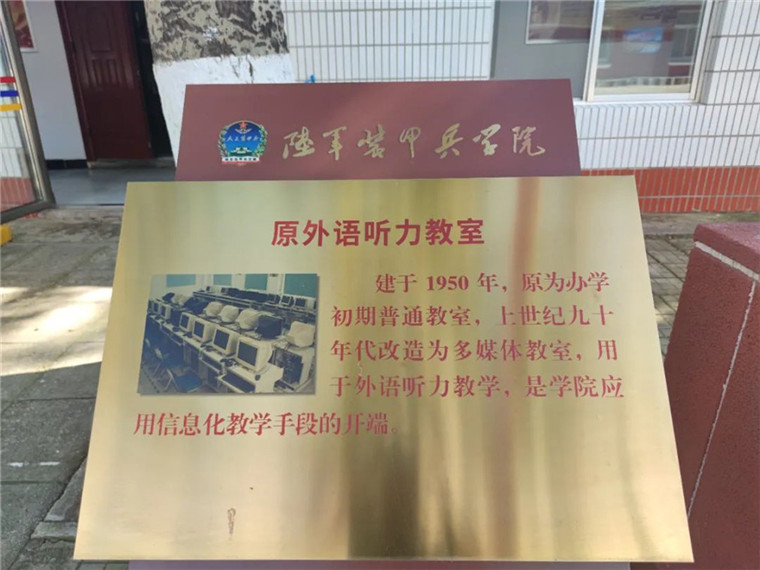 陆军装甲兵学院
原外语听力教室
建于 1950 年，原为办学
初期普通教室，上世纪九十
年代改造为多媒体教室，用
于外语听力教学，是学院应
用信息化教学手段的开端。